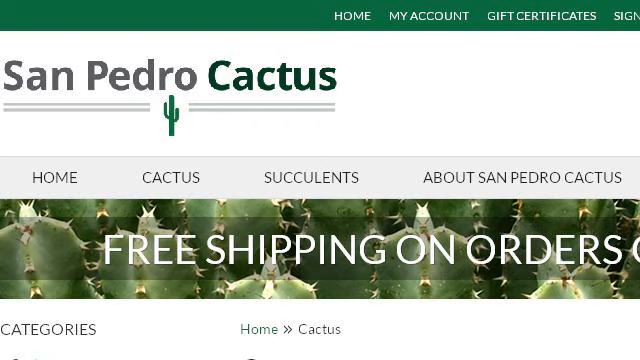 HOME MY ACCOUNT GIFT CERTIFICATES SIGN
San Pedro Cactus
HOME CACTUS SUCCULENTS ABOUT SAN PEDRO CACTUS
FREE SHIPPING ON ORDERS
CATEGORIES
Home » Cactus